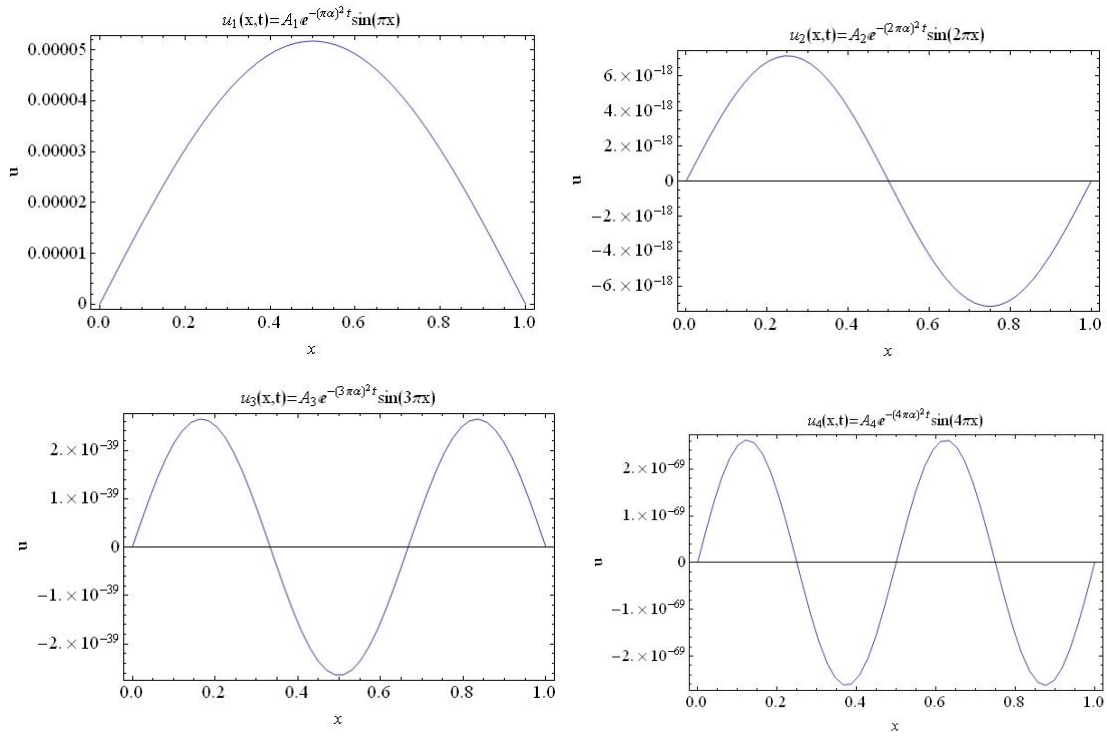 u₁(x,t)=A₁e^{-(πα)² t}sin(πx)
0.00005
0.00004
0.00003
0.00002
0.00001
0
u
0.0 0.2 0.4 0.6 0.8 1.0
x
u₂(x,t)=A₂e^{-(2πα)² t}sin(2πx)
6.×10⁻¹⁸
4.×10⁻¹⁸
2.×10⁻¹⁸
0
-2.×10⁻¹⁸
-4.×10⁻¹⁸
-6.×10⁻¹⁸
u
0.0 0.2 0.4 0.6 0.8 1.0
x
u₃(x,t)=A₃e^{-(3πα)² t}sin(3πx)
2.×10⁻³⁹
1.×10⁻³⁹
0
-1.×10⁻³⁹
-2.×10⁻³⁹
u
0.0 0.2 0.4 0.6 0.8 1.0
x
u₄(x,t)=A₄e^{-(4πα)² t}sin(4πx)
2.×10⁻⁶⁹
1.×10⁻⁶⁹
0
-1.×10⁻⁶⁹
-2.×10⁻⁶⁹
u
0.0 0.2 0.4 0.6 0.8 1.0
x